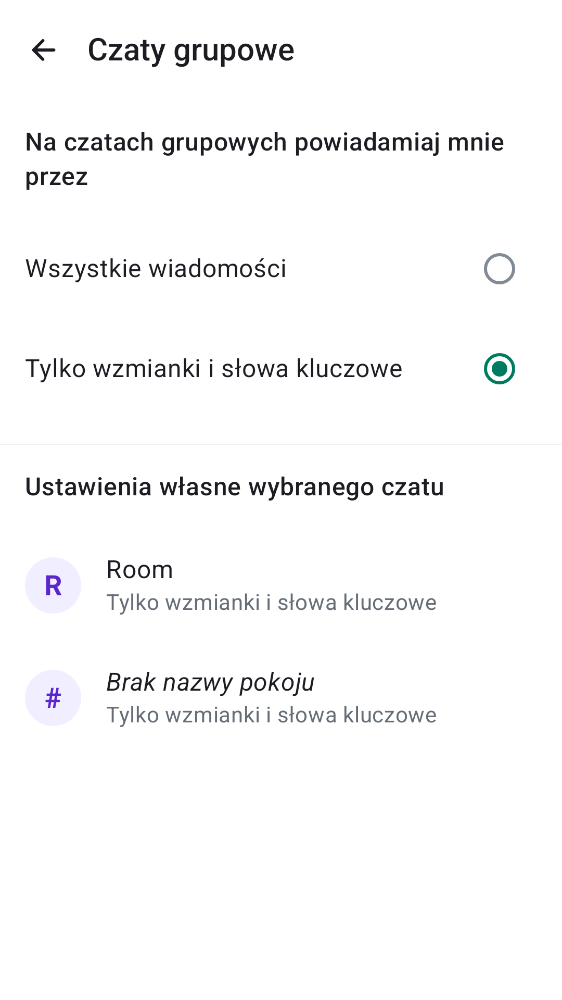 Czaty grupowe
Na czatach grupowych powiadamiaj mnie
przez
Wszystkie wiadomości
Tylko wzmianki i słowa kluczowe
Ustawienia własne wybranego czatu
R
Room
Tylko wzmianki i słowa kluczowe
#
Brak nazwy pokoju
Tylko wzmianki i słowa kluczowe